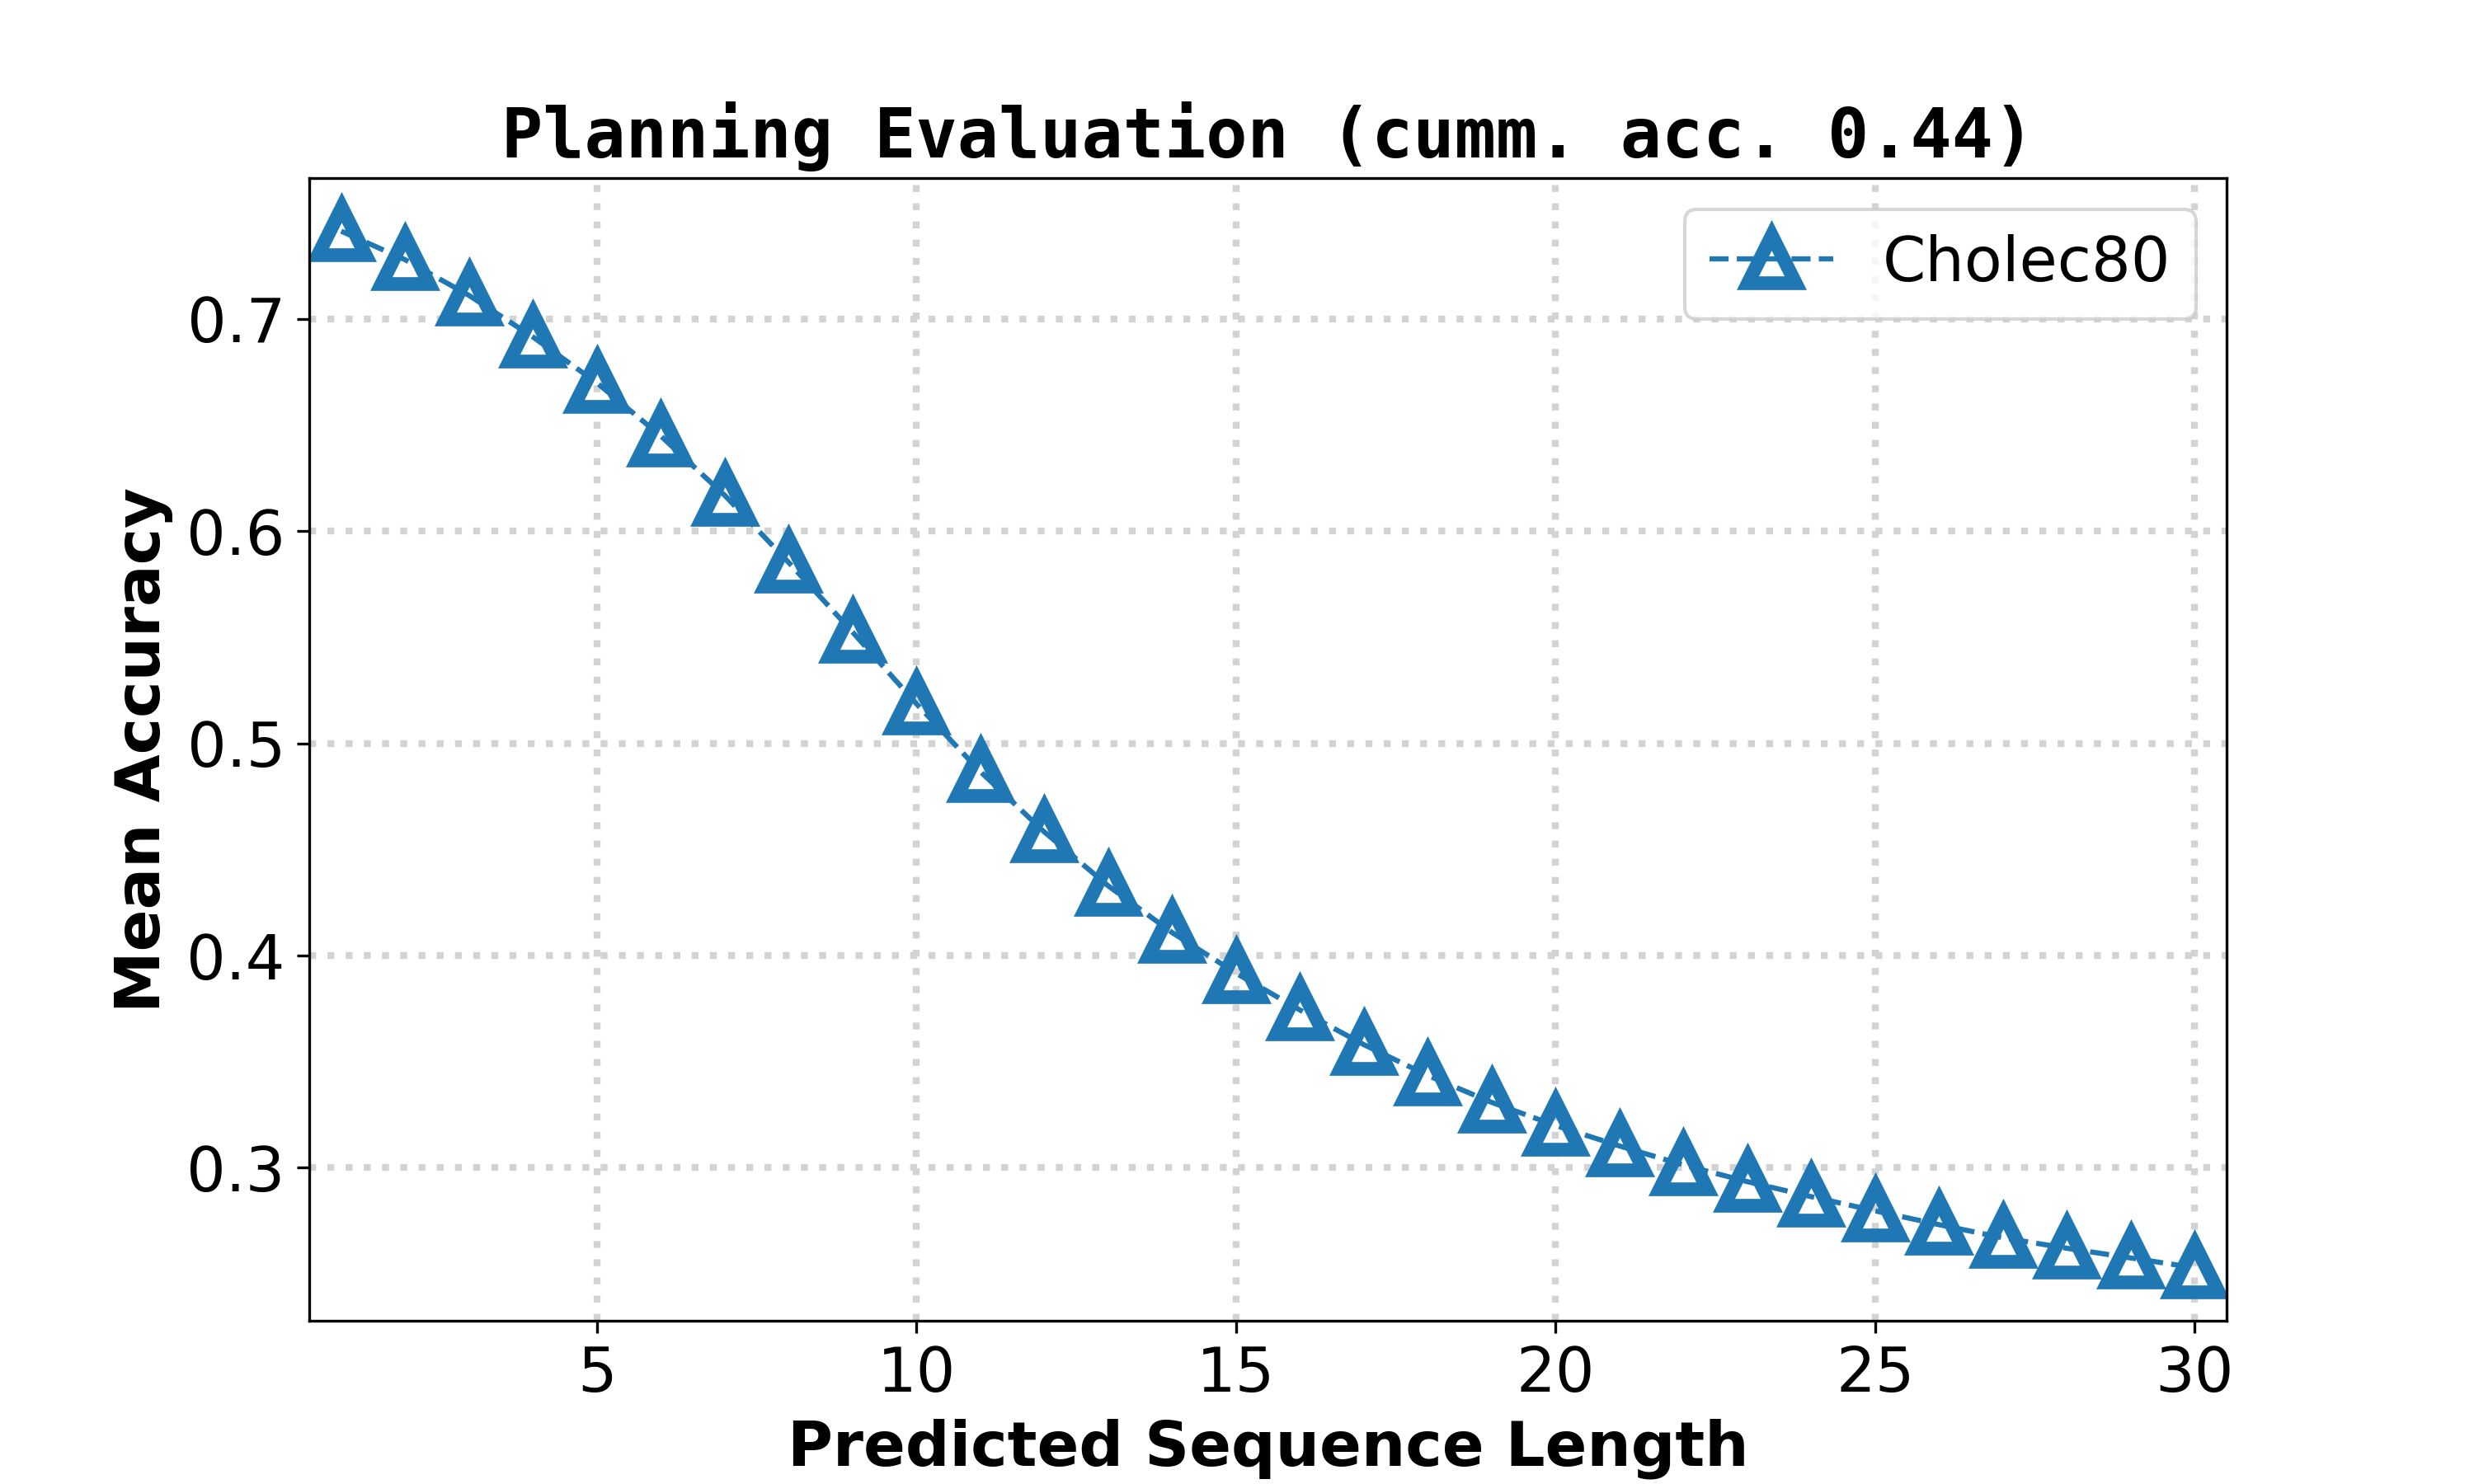 Planning Evaluation (cumm. acc. 0.44)
Cholec80
0.7
0.6
0.5
0.4
0.3
Mean Accuracy
5 10 15 20 25 30
Predicted Sequence Length